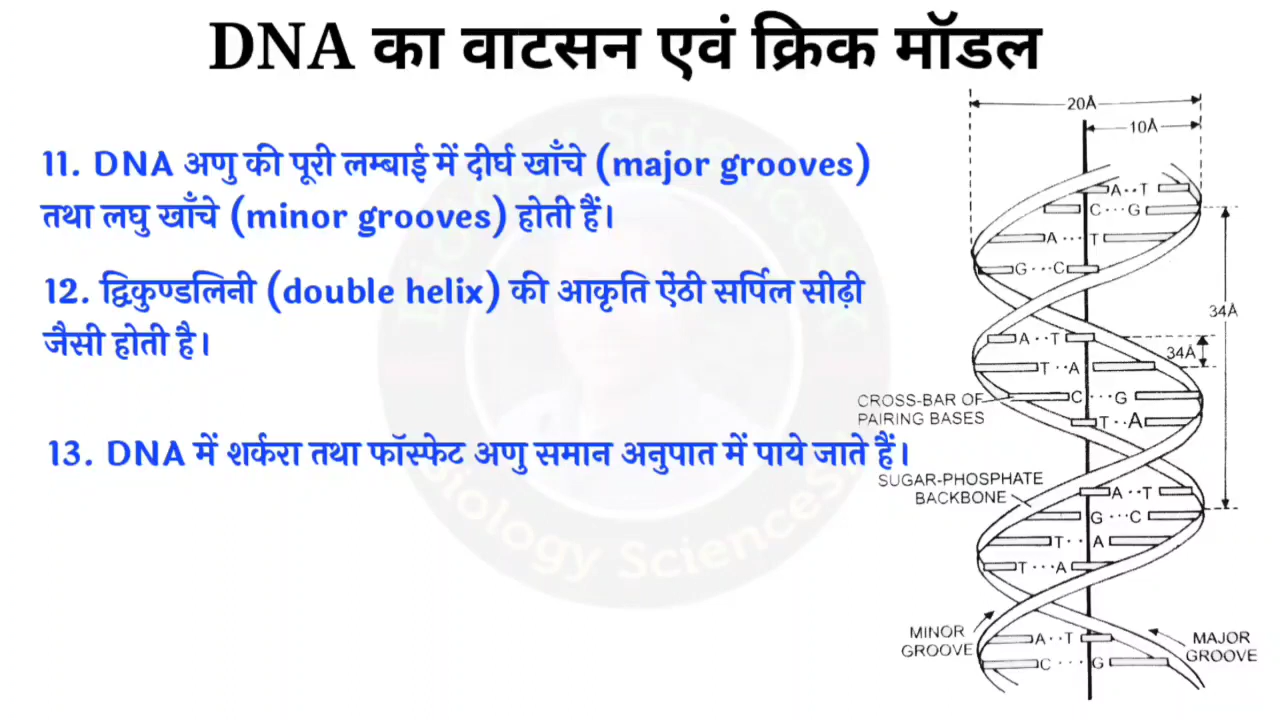 DNA का वाटसन एवं क्रिक मॉडल
11. DNA अणु की पूरी लम्बाई में दीर्घ खाँचे (major grooves)
तथा लघु खाँचे (minor grooves) होती हैं।
12. द्विकुण्डलिनी (double helix) की आकृति ऐंठी सर्पिल सीढ़ी
जैसी होती है।
13. DNA में शर्करा तथा फॉस्फेट अणु समान अनुपात में पाये जाते हैं।
20Å
10Å
A··T
C···G
A···T
G··C
34Å
A··T
34Å
T··A
CROSS-BAR OF
PAIRING BASES
C···G
T··A
SUGAR-PHOSPHATE
BACKBONE
A··T
G···C
T··A
T···A
MINOR
GROOVE
A··T
C····G
MAJOR
GROOVE
Biology Sciences